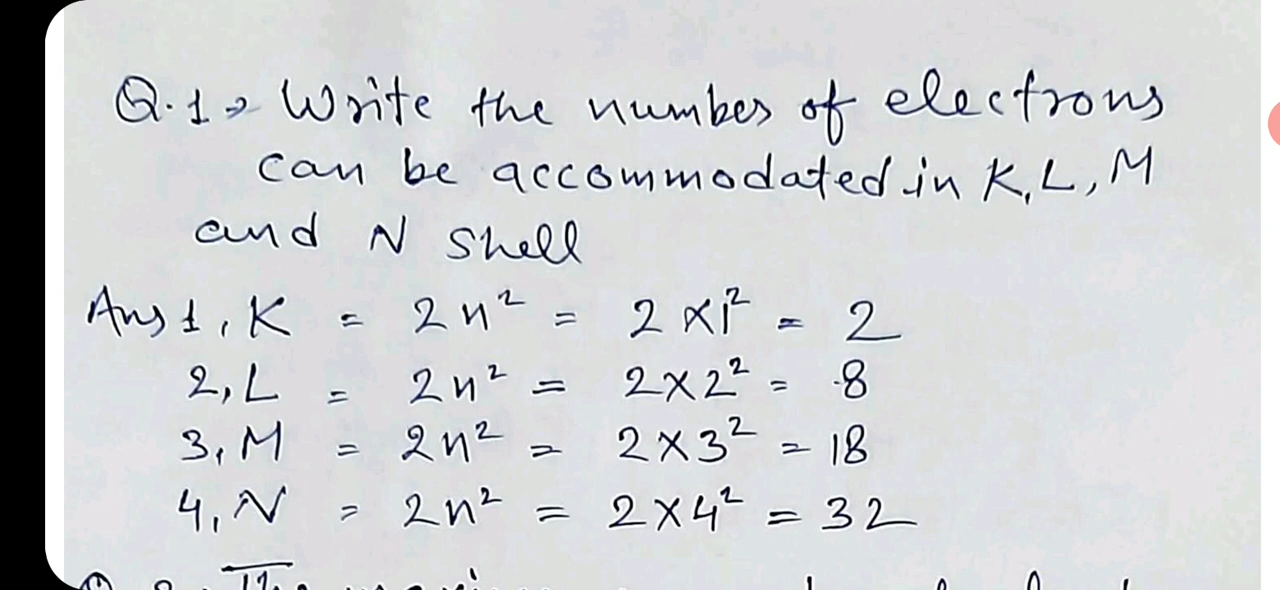 Q.1 → Write the number of electrons
can be accommodated in K, L, M
and N shell
Ans 1, K = 2n² = 2×1² = 2
2, L = 2n² = 2×2² = 8
3, M = 2n² = 2×3² = 18
4, N = 2n² = 2×4² = 32